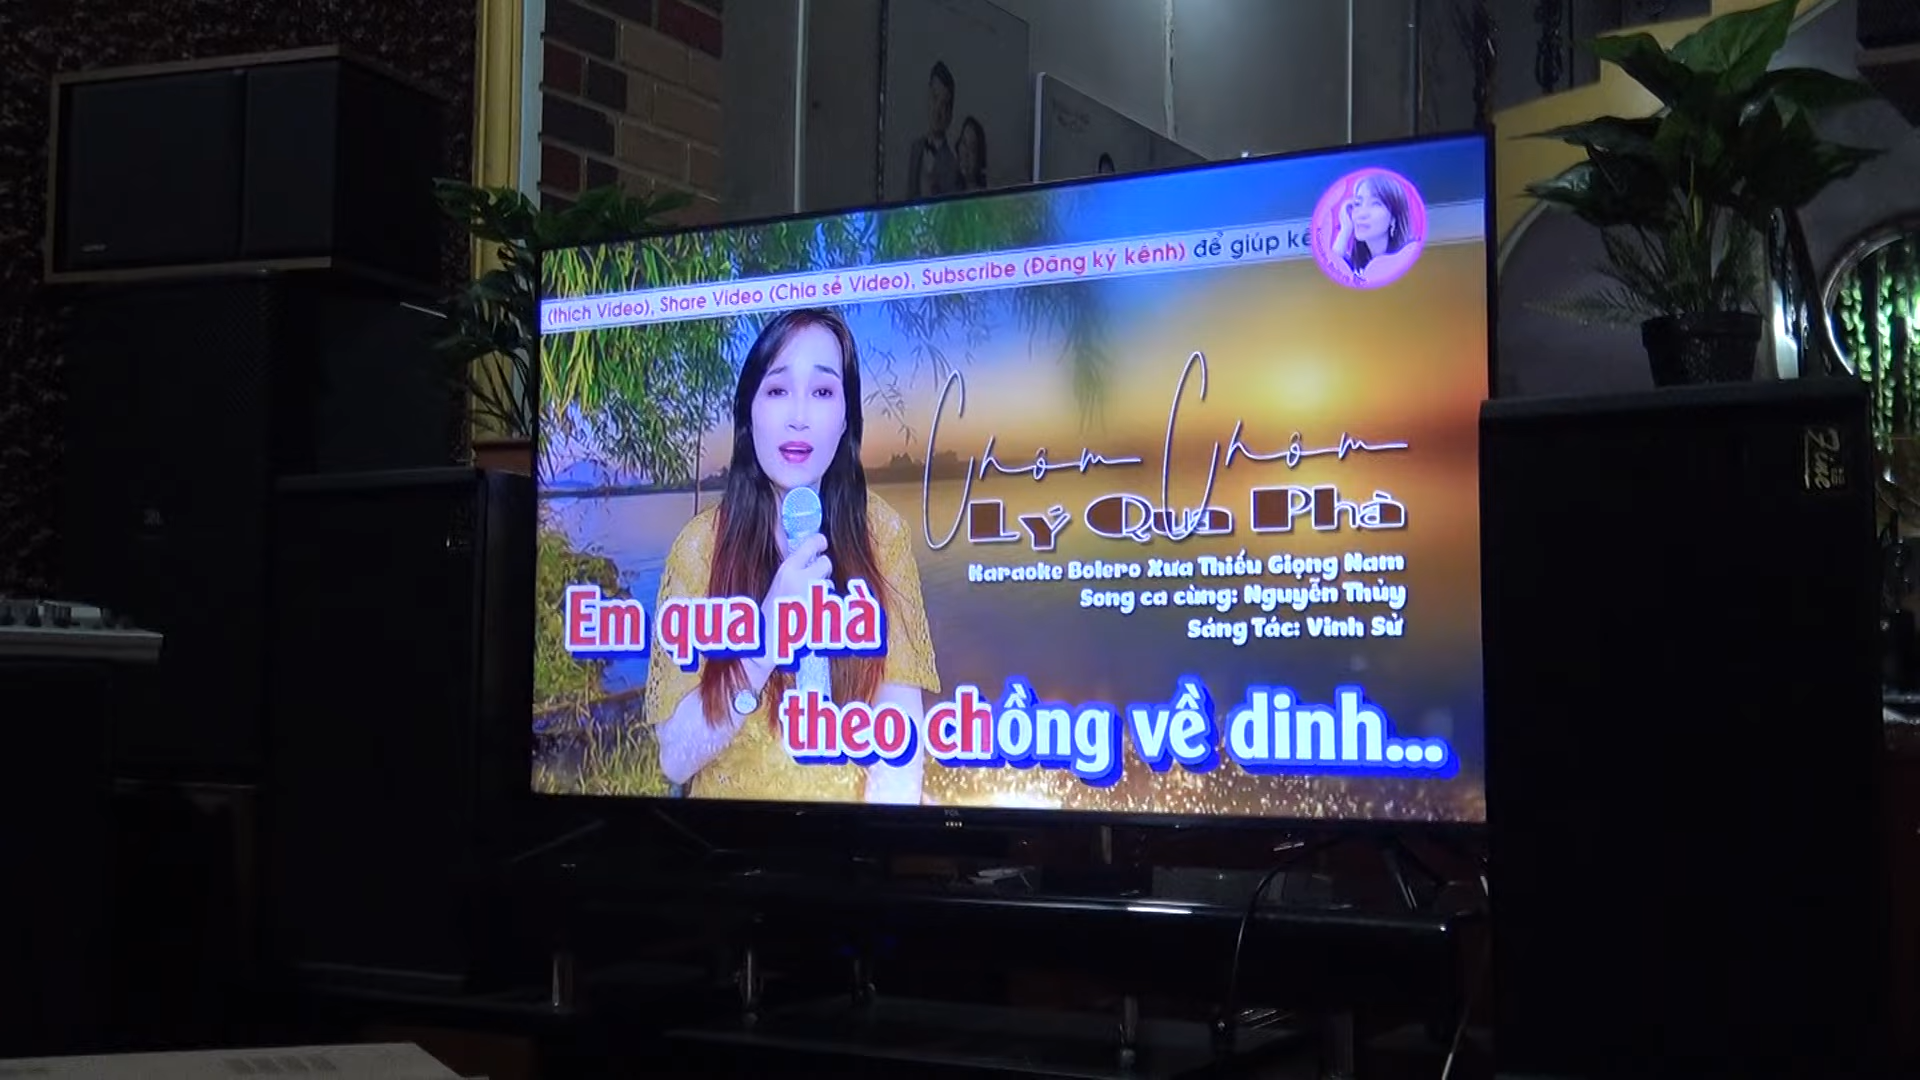 (thích Video), Share Video (Chia sẻ Video), Subscribe (Đăng ký kênh) để giúp kê
Chôm Chôm
Lý Qua Phà
Karaoke Bolero Xưa Thiếu Giọng Nam
Song ca cùng: Nguyễn Thủy
Sáng Tác: Vinh Sử
Em qua phà
theo chồng về dinh...
TCL